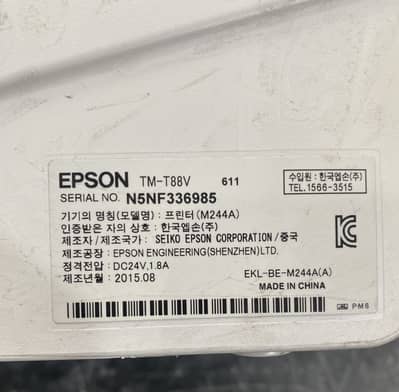 EPSON TM-T88V 611
수입원: 한국엡손(주)
TEL.1566-3515
SERIAL NO. N5NF336985
기기의 명칭(모델명) : 프린터(M244A)
인증받은 자의 상호 : 한국엡손(주)
제조자 / 제조국가: SEIKO EPSON CORPORATION/중국
제조공장: EPSON ENGINEERING(SHENZHEN)LTD.
정격전압 : DC24V,1.8A
제조년월 : 2015.08
EKL-BE-M244A(A)
MADE IN CHINA
PM6